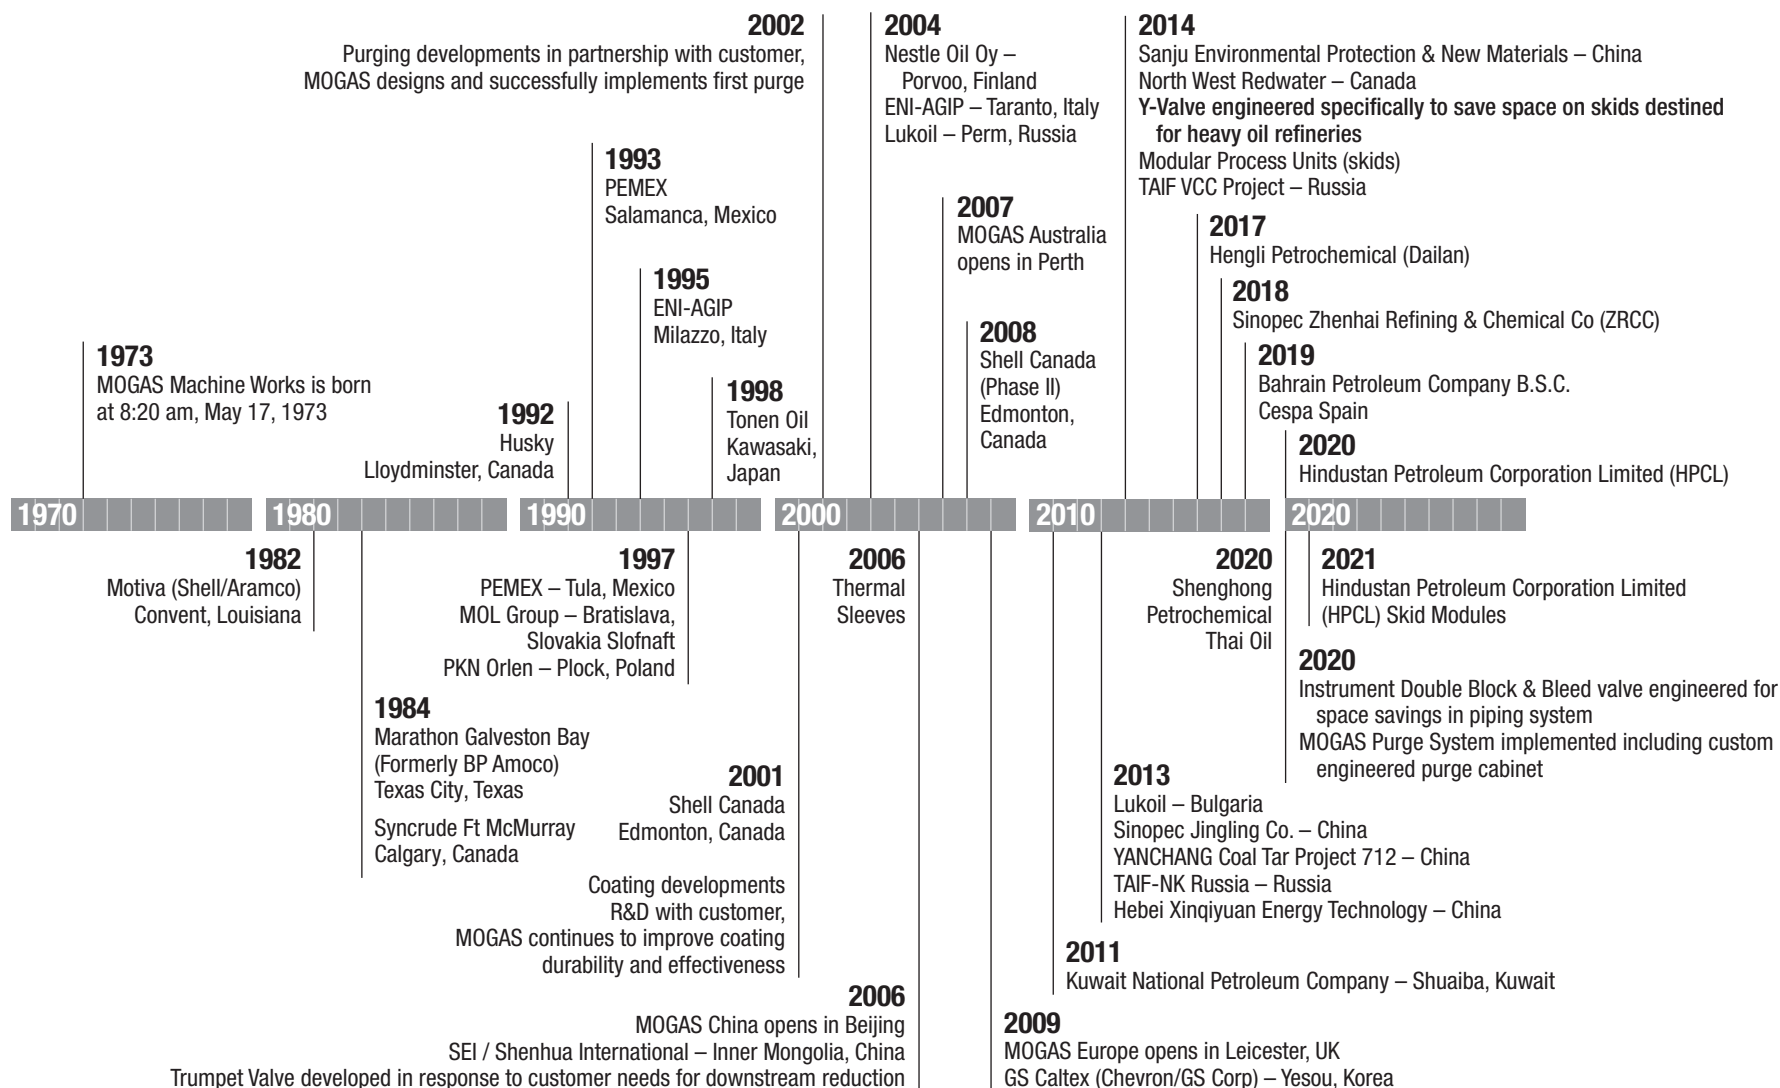 2002
Purging developments in partnership with customer,
MOGAS designs and successfully implements first purge
2004
Nestle Oil Oy –
Porvoo, Finland
ENI-AGIP – Taranto, Italy
Lukoil – Perm, Russia
2014
Sanju Environmental Protection & New Materials – China
North West Redwater – Canada
Y-Valve engineered specifically to save space on skids destined
for heavy oil refineries
Modular Process Units (skids)
TAIF VCC Project – Russia
1993
PEMEX
Salamanca, Mexico
2007
MOGAS Australia
opens in Perth
2017
Hengli Petrochemical (Dailan)
1995
ENI-AGIP
Milazzo, Italy
2018
Sinopec Zhenhai Refining & Chemical Co (ZRCC)
2008
Shell Canada
(Phase II)
Edmonton,
Canada
1973
MOGAS Machine Works is born
at 8:20 am, May 17, 1973
2019
Bahrain Petroleum Company B.S.C.
Cespa Spain
1992
Husky
Lloydminster, Canada
1998
Tonen Oil
Kawasaki,
Japan
2020
Hindustan Petroleum Corporation Limited (HPCL)
1970 1980 1990 2000 2010 2020
1982
Motiva (Shell/Aramco)
Convent, Louisiana
1997
PEMEX – Tula, Mexico
MOL Group – Bratislava,
Slovakia Slofnaft
PKN Orlen – Plock, Poland
2006
Thermal
Sleeves
2020
Shenghong
Petrochemical
Thai Oil
2021
Hindustan Petroleum Corporation Limited
(HPCL) Skid Modules
2020
Instrument Double Block & Bleed valve engineered for
space savings in piping system
MOGAS Purge System implemented including custom
engineered purge cabinet
1984
Marathon Galveston Bay
(Formerly BP Amoco)
Texas City, Texas
Syncrude Ft McMurray
Calgary, Canada
2001
Shell Canada
Edmonton, Canada
Coating developments
R&D with customer,
MOGAS continues to improve coating
durability and effectiveness
2013
Lukoil – Bulgaria
Sinopec Jingling Co. – China
YANCHANG Coal Tar Project 712 – China
TAIF-NK Russia – Russia
Hebei Xinqiyuan Energy Technology – China
2011
Kuwait National Petroleum Company – Shuaiba, Kuwait
2006
MOGAS China opens in Beijing
SEI / Shenhua International – Inner Mongolia, China
Trumpet Valve developed in response to customer needs for downstream reduction
2009
MOGAS Europe opens in Leicester, UK
GS Caltex (Chevron/GS Corp) – Yesou, Korea